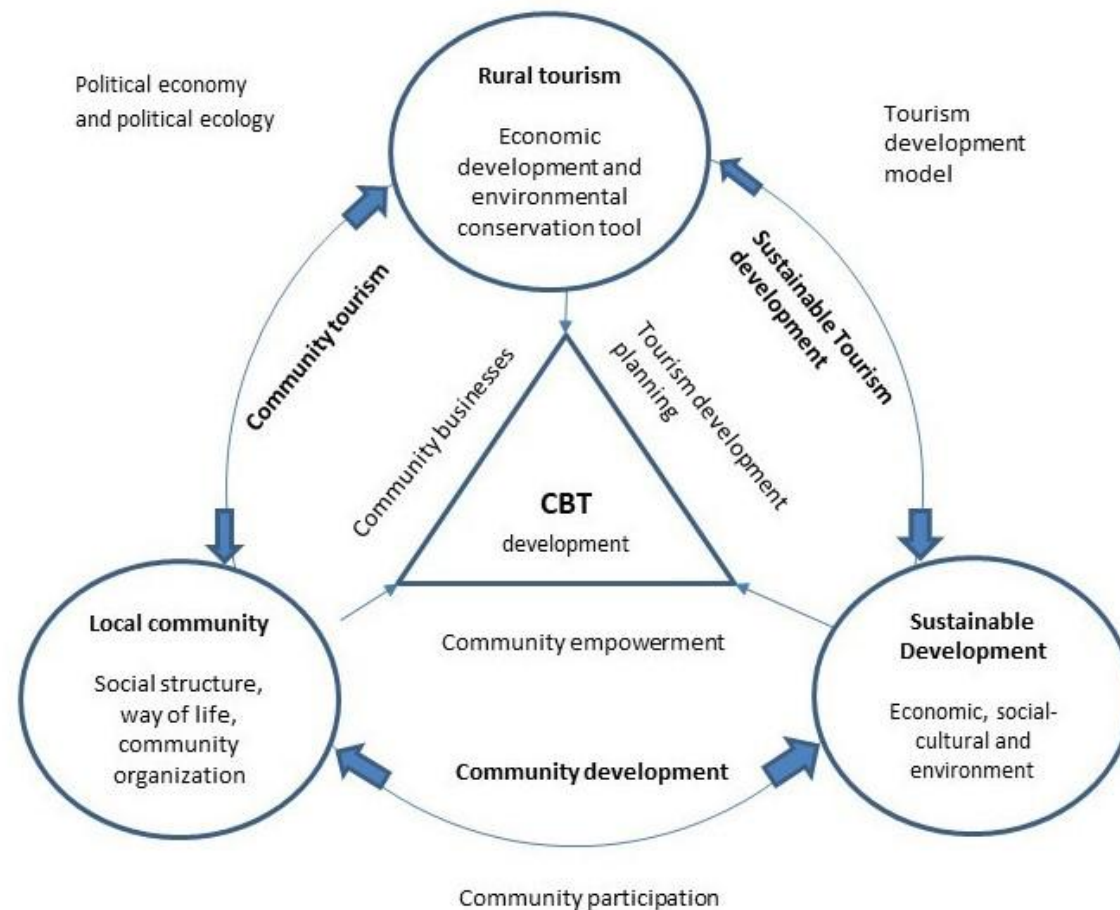 Rural tourism
Economic
development and
environmental
conservation tool
Political economy
and political ecology
Tourism
development
model
Community tourism
Sustainable Tourism
development
Community businesses
Tourism development
planning
CBT
development
Local community
Social structure,
way of life,
community
organization
Community empowerment
Sustainable
Development
Economic, social-
cultural and
environment
Community development
Community participation